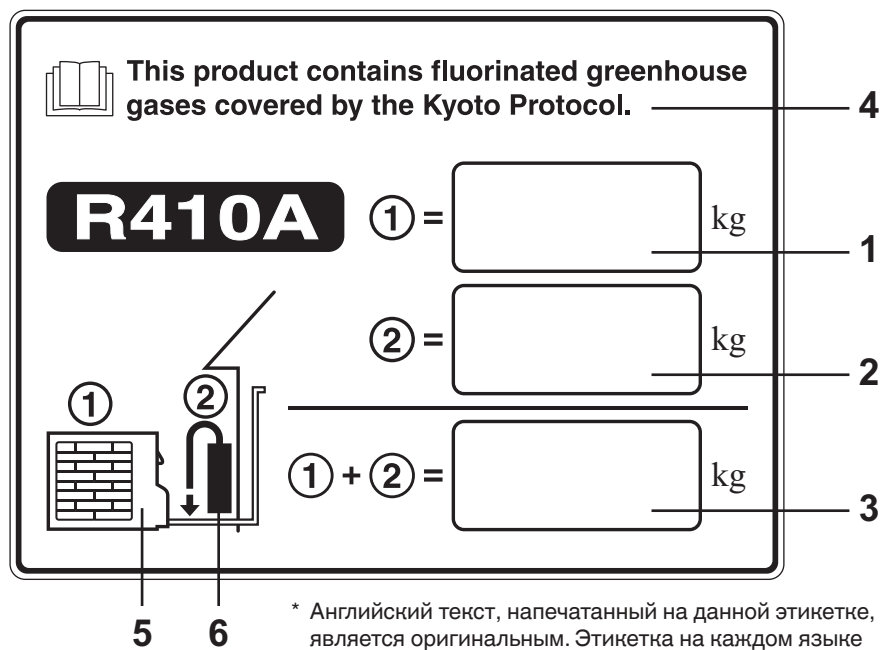 This product contains fluorinated greenhouse
gases covered by the Kyoto Protocol.
4
R410A
① =
kg
1
② =
kg
2
①
②
① + ② =
kg
3
5
6
* Английский текст, напечатанный на данной этикетке,
является оригинальным. Этикетка на каждом языке